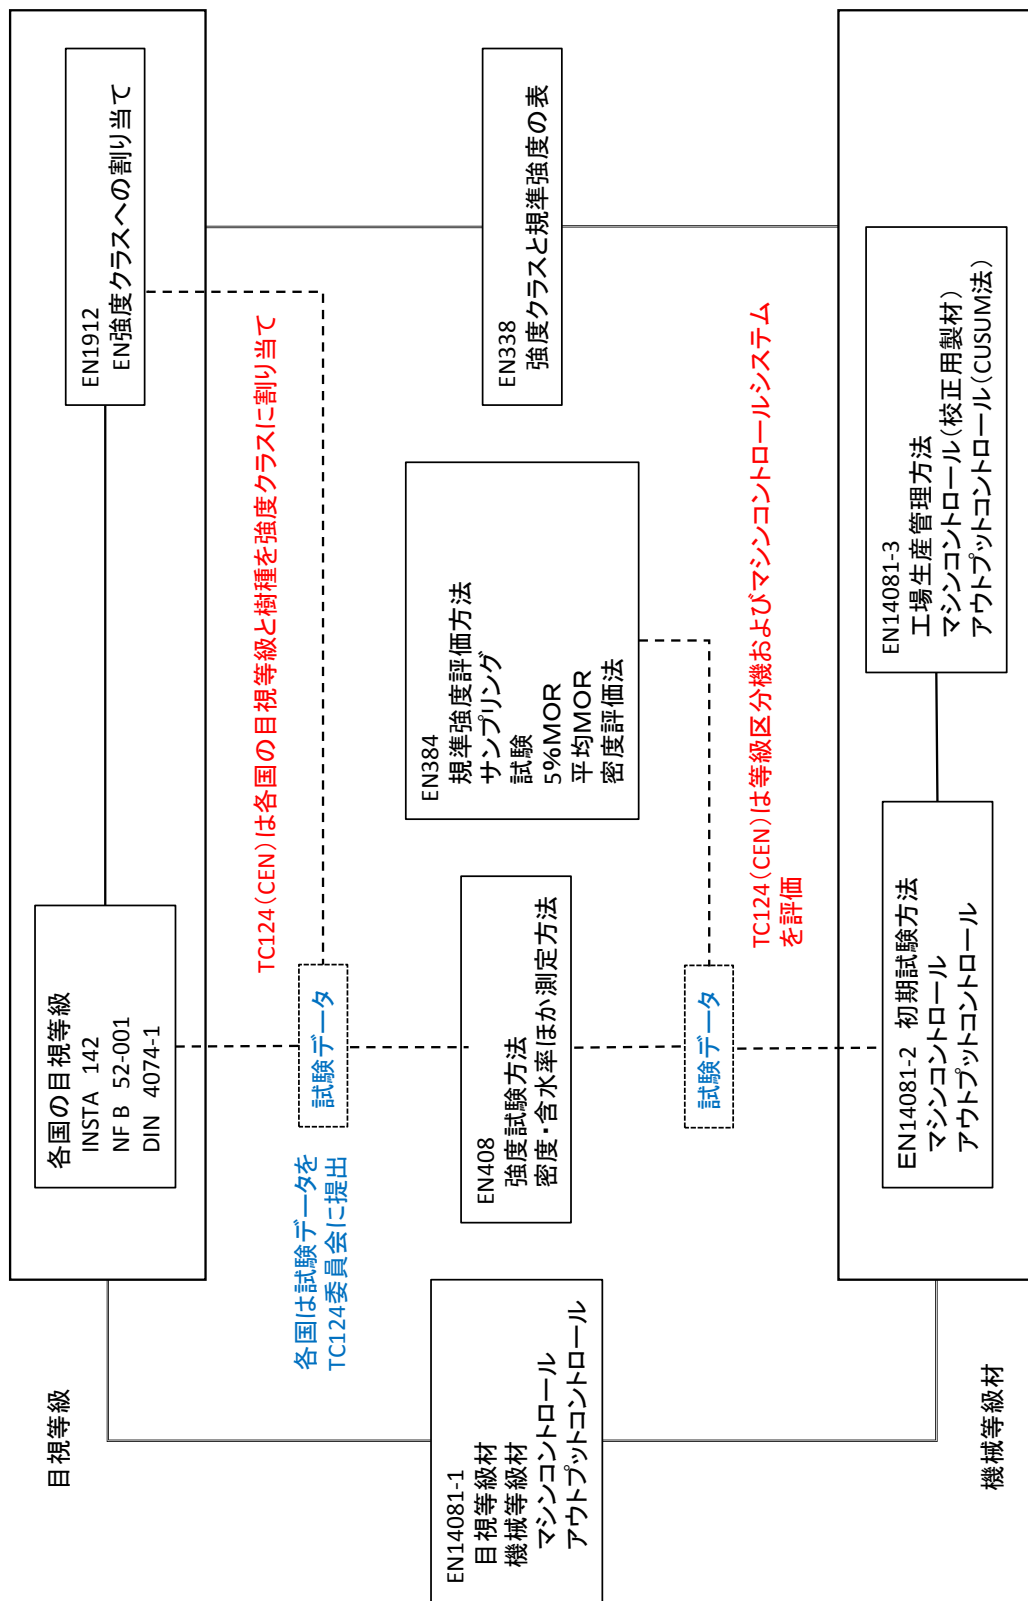 目視等級
各国の目視等級
INSTA 142
NF B 52-001
DIN 4074-1
EN1912
EN強度クラスへの割り当て
各国は試験データを
TC124委員会に提出
試験データ
TC124(CEN)は各国の目視等級と樹種を強度クラスに割り当て
EN14081-1
目視等級材
機械等級材
マシンコントロール
アウトプットコントロール
EN408
強度試験方法
密度・含水率ほか測定方法
EN384
規準強度評価方法
サンプリング
試験
5%MOR
平均MOR
密度評価法
EN338
強度クラスと規準強度の表
試験データ
TC124(CEN)は等級区分機およびマシンコントロールシステム
を評価
機械等級材
EN14081-2 初期試験方法
マシンコントロール
アウトプットコントロール
EN14081-3
工場生産管理方法
マシンコントロール(校正用製材)
アウトプットコントロール(CUSUM法)